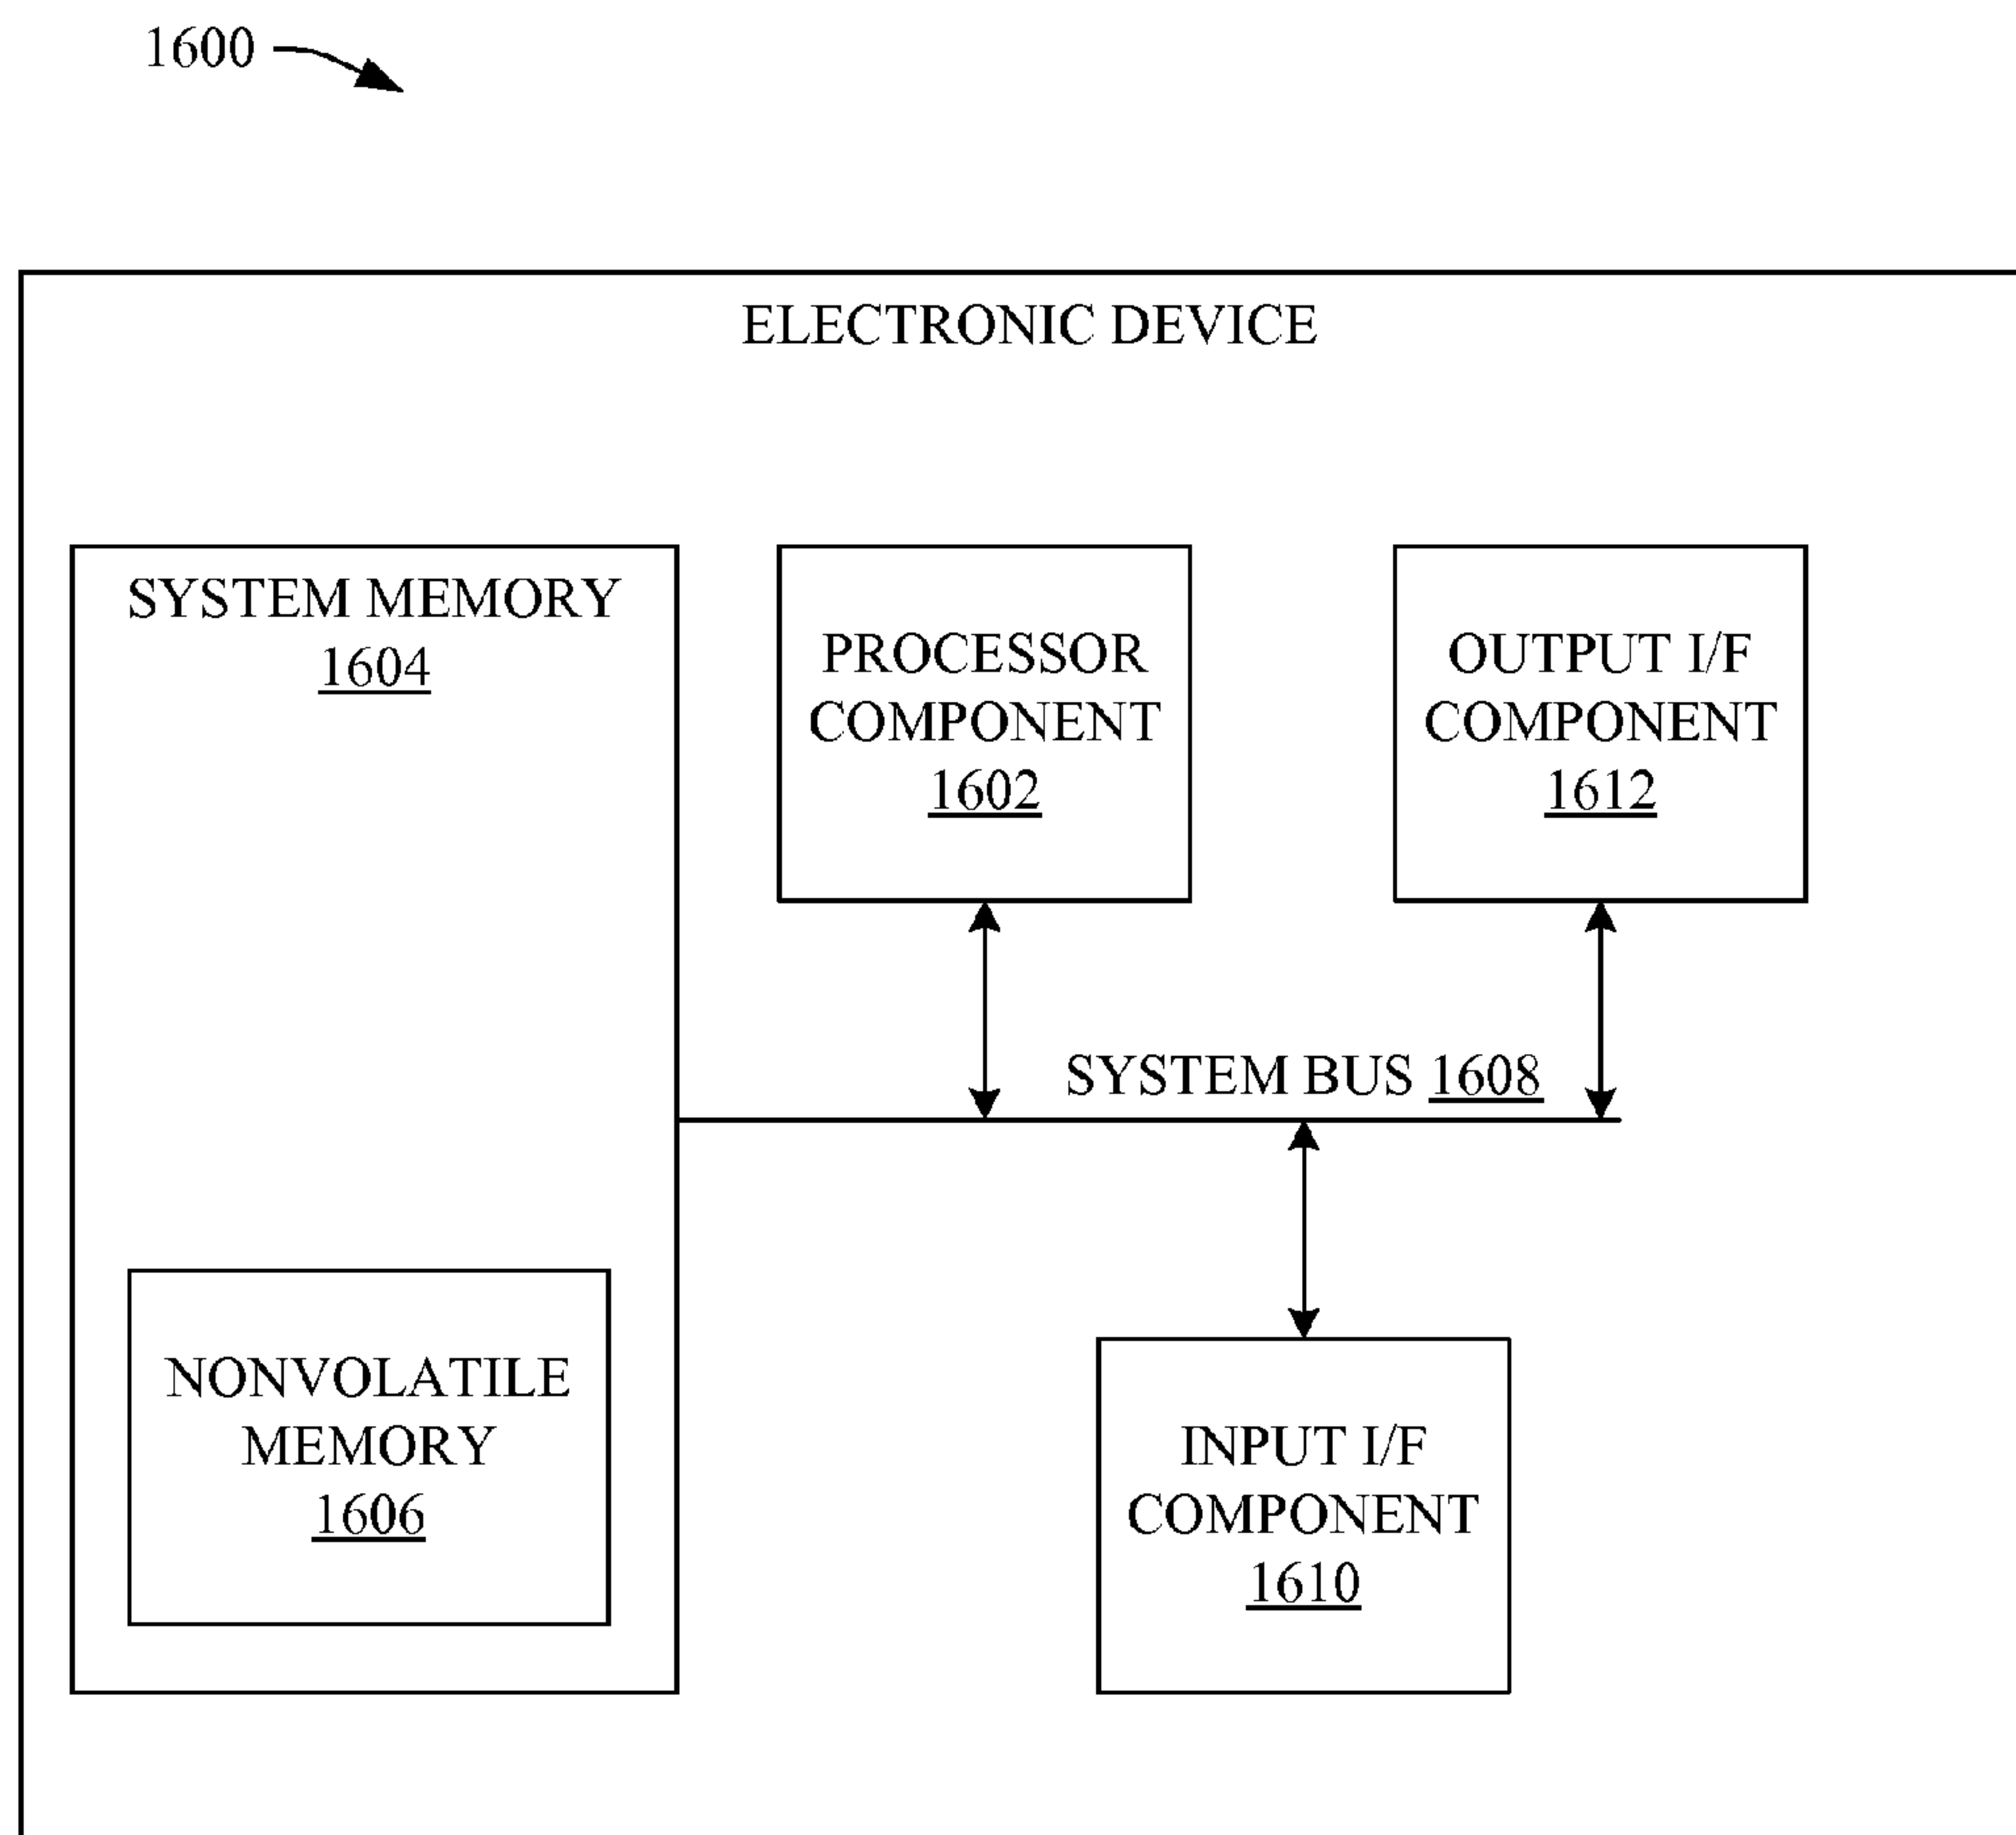 1600
ELECTRONIC DEVICE
SYSTEM MEMORY
1604
PROCESSOR
COMPONENT
1602
OUTPUT I/F
COMPONENT
1612
SYSTEM BUS 1608
NONVOLATILE
MEMORY
1606
INPUT I/F
COMPONENT
1610